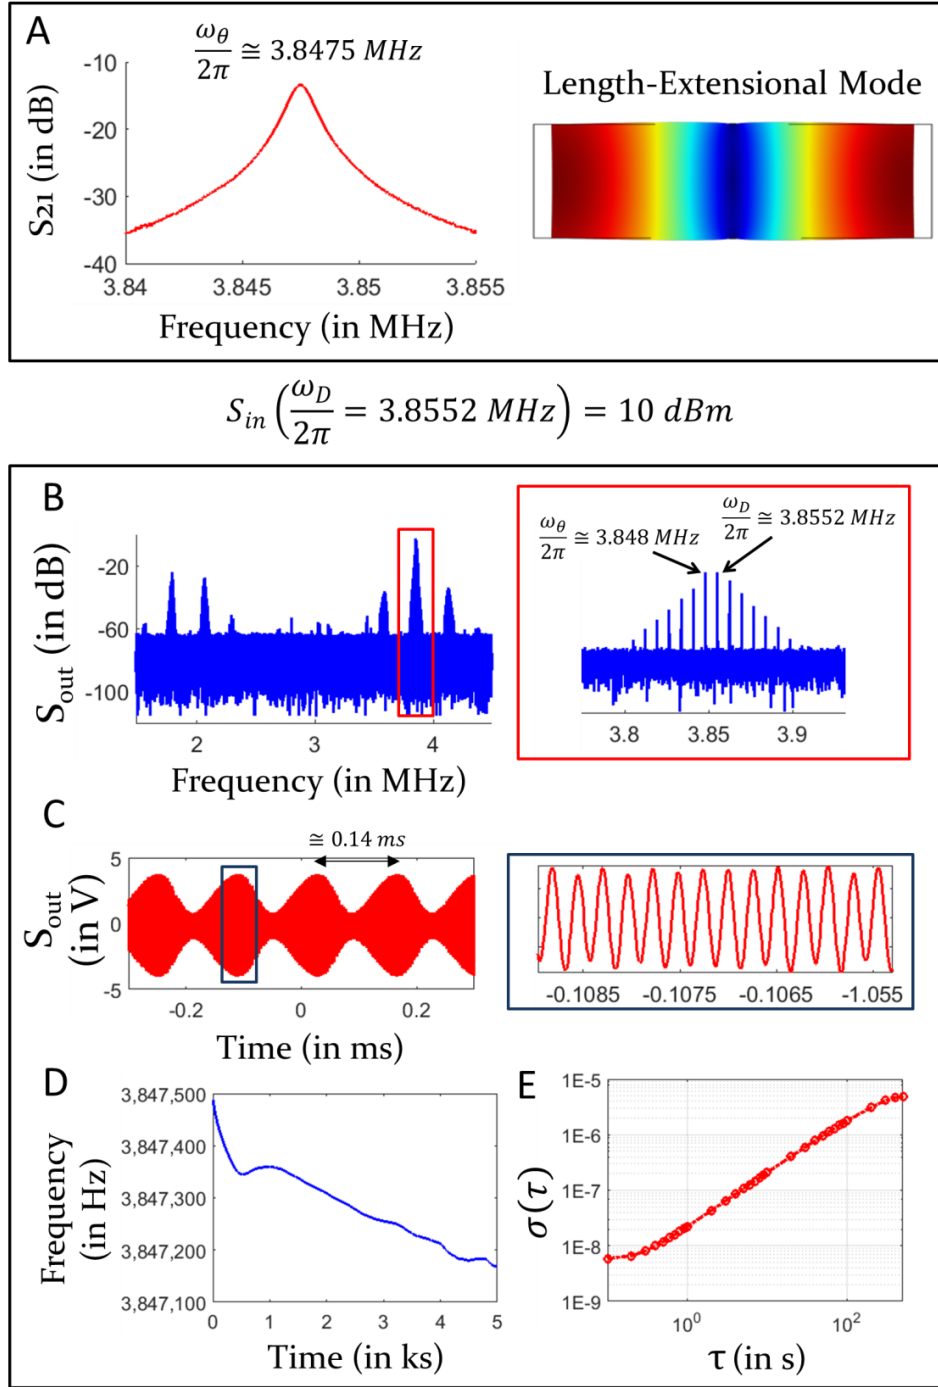 A
ω_θ/2π ≅ 3.8475 MHz
Length-Extensional Mode
S21 (in dB)
-10
-20
-30
-40
3.84 3.845 3.85 3.855
Frequency (in MHz)
S_in (ω_D/2π = 3.8552 MHz) = 10 dBm
B
S_out (in dB)
-20
-60
-100
2 3 4
Frequency (in MHz)
ω_θ/2π ≅ 3.848 MHz
ω_D/2π ≅ 3.8552 MHz
3.8 3.85 3.9
C
≅ 0.14 ms
S_out
(in V)
5
0
-5
-0.2 0 0.2
Time (in ms)
-0.1085 -0.1075 -0.1065 -1.055
D
Frequency
(in Hz)
3,847,500
3,847,400
3,847,300
3,847,200
3,847,100
0 1 2 3 4 5
Time (in ks)
E
σ(τ)
1E-5
1E-6
1E-7
1E-8
1E-9
10^0 10^2
τ (in s)